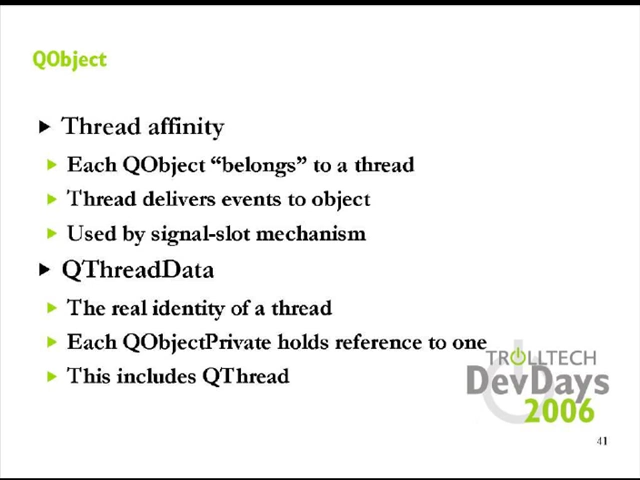 QObject
Thread affinity
Each QObject “belongs” to a thread
Thread delivers events to object
Used by signal-slot mechanism
QThreadData
The real identity of a thread
Each QObjectPrivate holds reference to one
This includes QThread
TROLLTECH
DevDays
2006
41